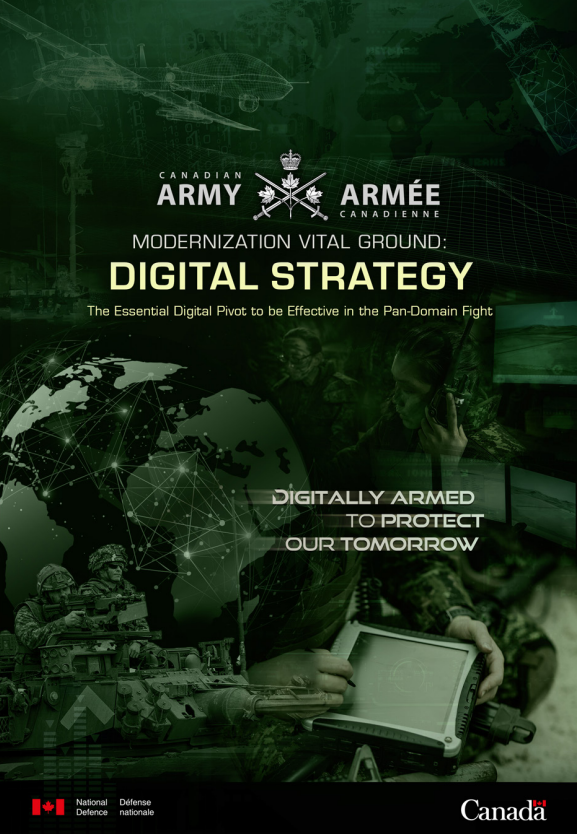 CANADIAN
ARMY ARMÉE
CANADIENNE
MODERNIZATION VITAL GROUND:
DIGITAL STRATEGY
The Essential Digital Pivot to be Effective in the Pan-Domain Fight
DIGITALLY ARMED
TO PROTECT
OUR TOMORROW
National Défense
Defence nationale
Canada